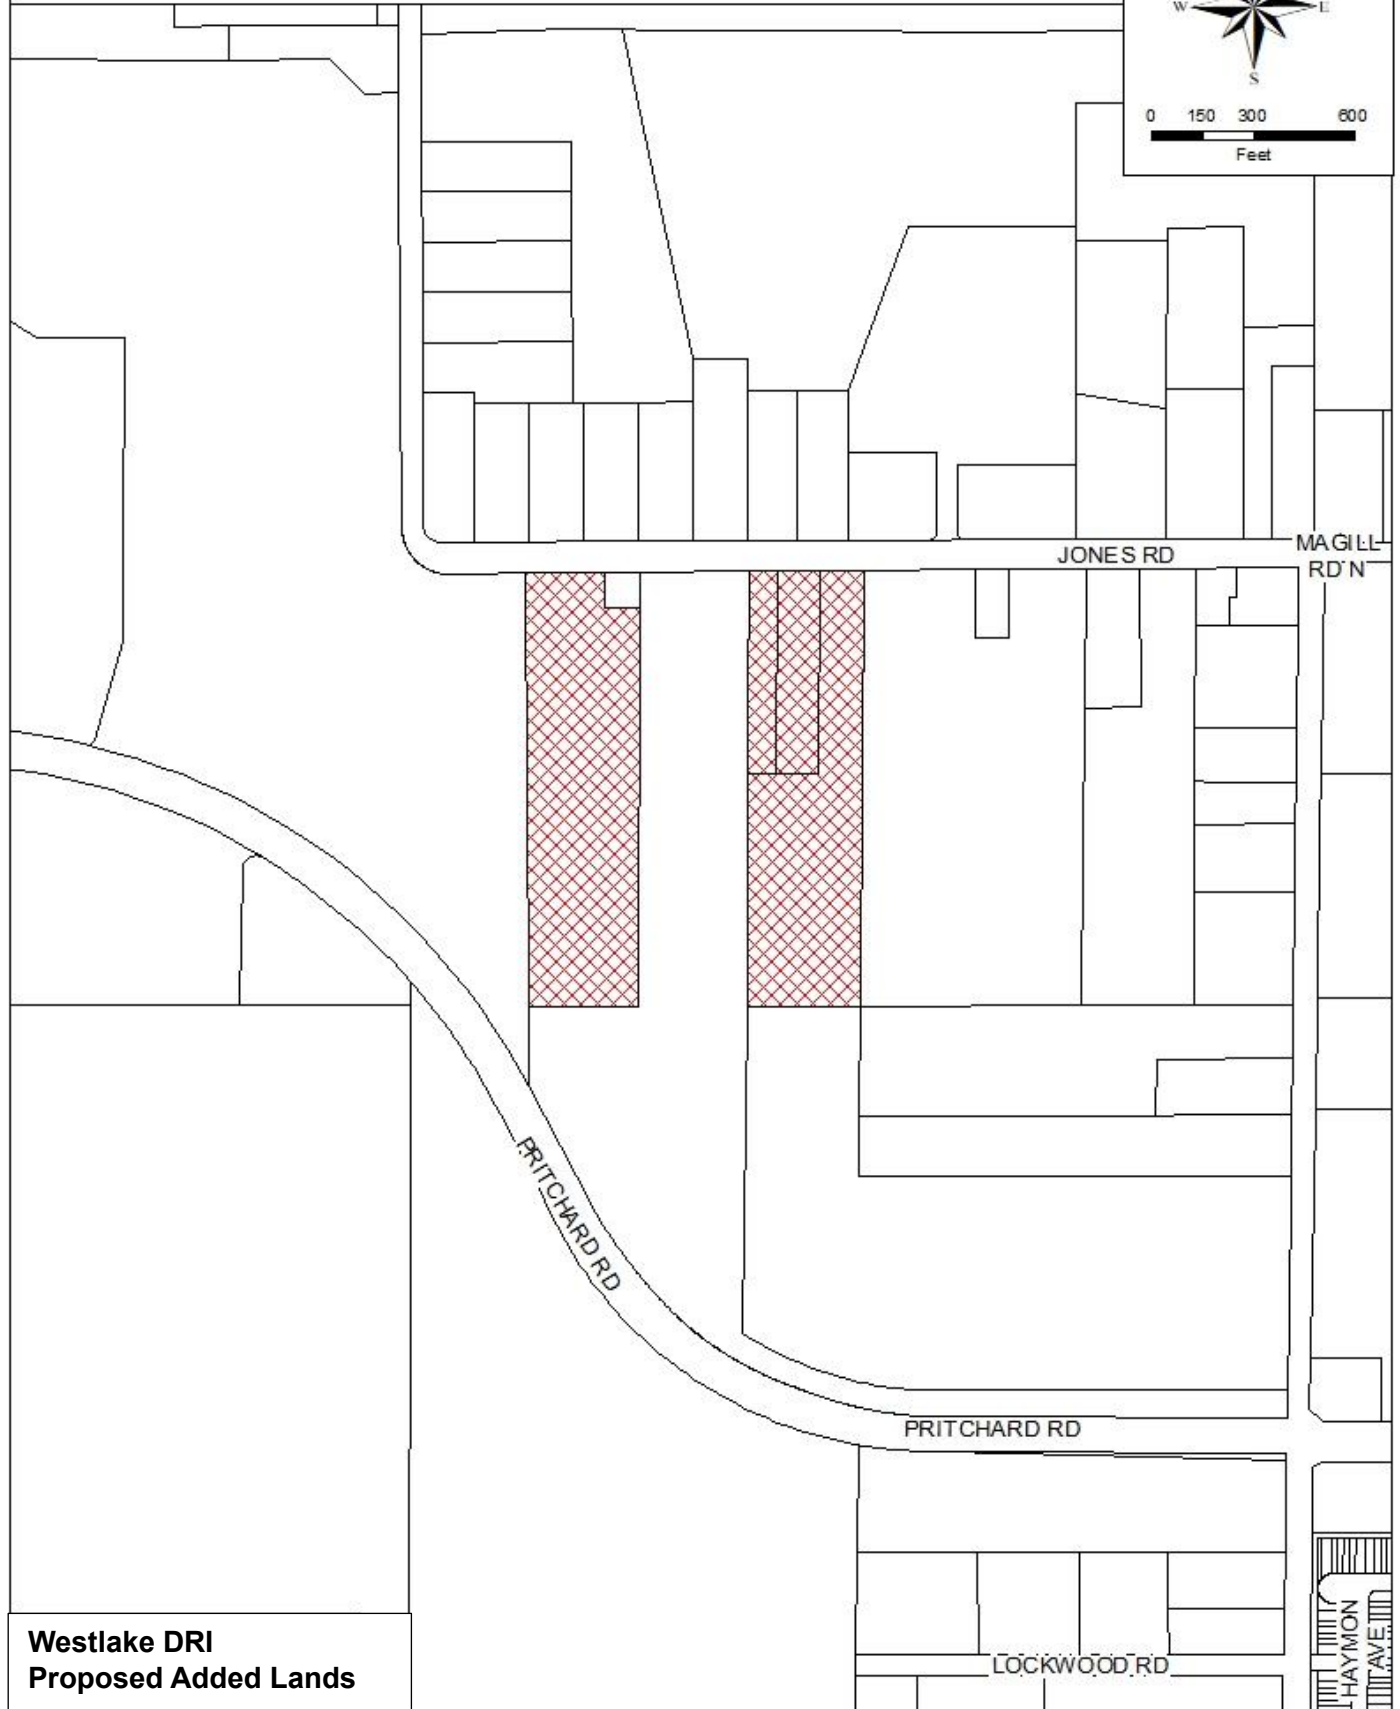 W E
S
0 150 300 600
Feet
JONES RD
MAGILL
RD N
PRITCHARD RD
PRITCHARD RD
LOCKWOOD RD
HAYMON
AVE
Westlake DRI
Proposed Added Lands